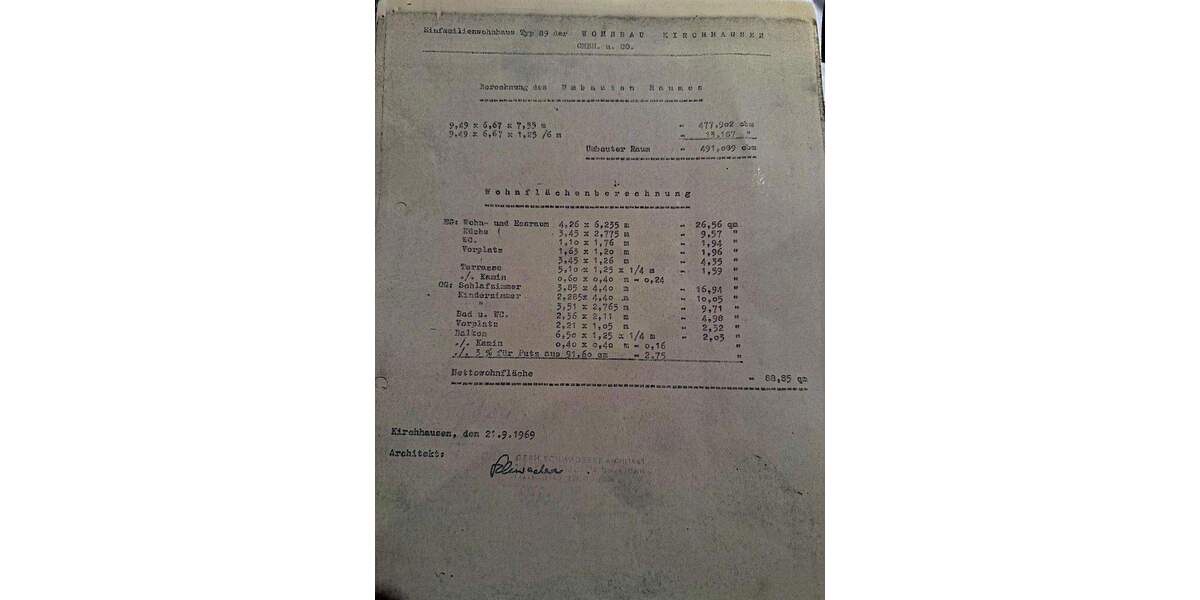 Einfamilienwohnhaus Typ 89 der WOHNBAU KIRCHHAUSEN
GMBH. u. CO.
Berechnung des Umbauten Raumes
9,49 x 6,67 x 7,55 m = 477,902 cbm
9,49 x 6,67 x 1,25 /6 m = 13,187 "
Umbauter Raum = 491,089 cbm
Wohnflächenberechnung
EG: Wohn- und Essraum 4,26 x 6,235 m = 26,56 qm
Küche 3,45 x 2,775 m = 9,57 "
WC. 1,10 x 1,76 m = 1,94 "
Vorplatz 1,63 x 1,20 m = 1,96 "
3,45 x 1,26 m = 4,35 "
Terrasse 5,10 x 1,25 x 1/4 m = 1,59 "
./. Kamin 0,60 x 0,40 m = 0,24 "
OG: Schlafzimmer 3,85 x 4,40 m = 16,94 "
Kinderzimmer 2,285x 4,40 m = 10,05 "
" 3,51 x 2,765 m = 9,71 "
Bad u. WC. 2,36 x 2,11 m = 4,98 "
Vorplatz 2,21 x 1,05 m = 2,32 "
Balkon 6,50 x 1,25 x 1/4 m = 2,03 "
./. Kamin 0,40 x 0,40 m = 0,16 "
./. 3 % für Putz aus 91,60 qm = 2,75 "
Nettowohnfläche = 88,85 qm
Kirchhausen, den 21.9.1969
Architekt: